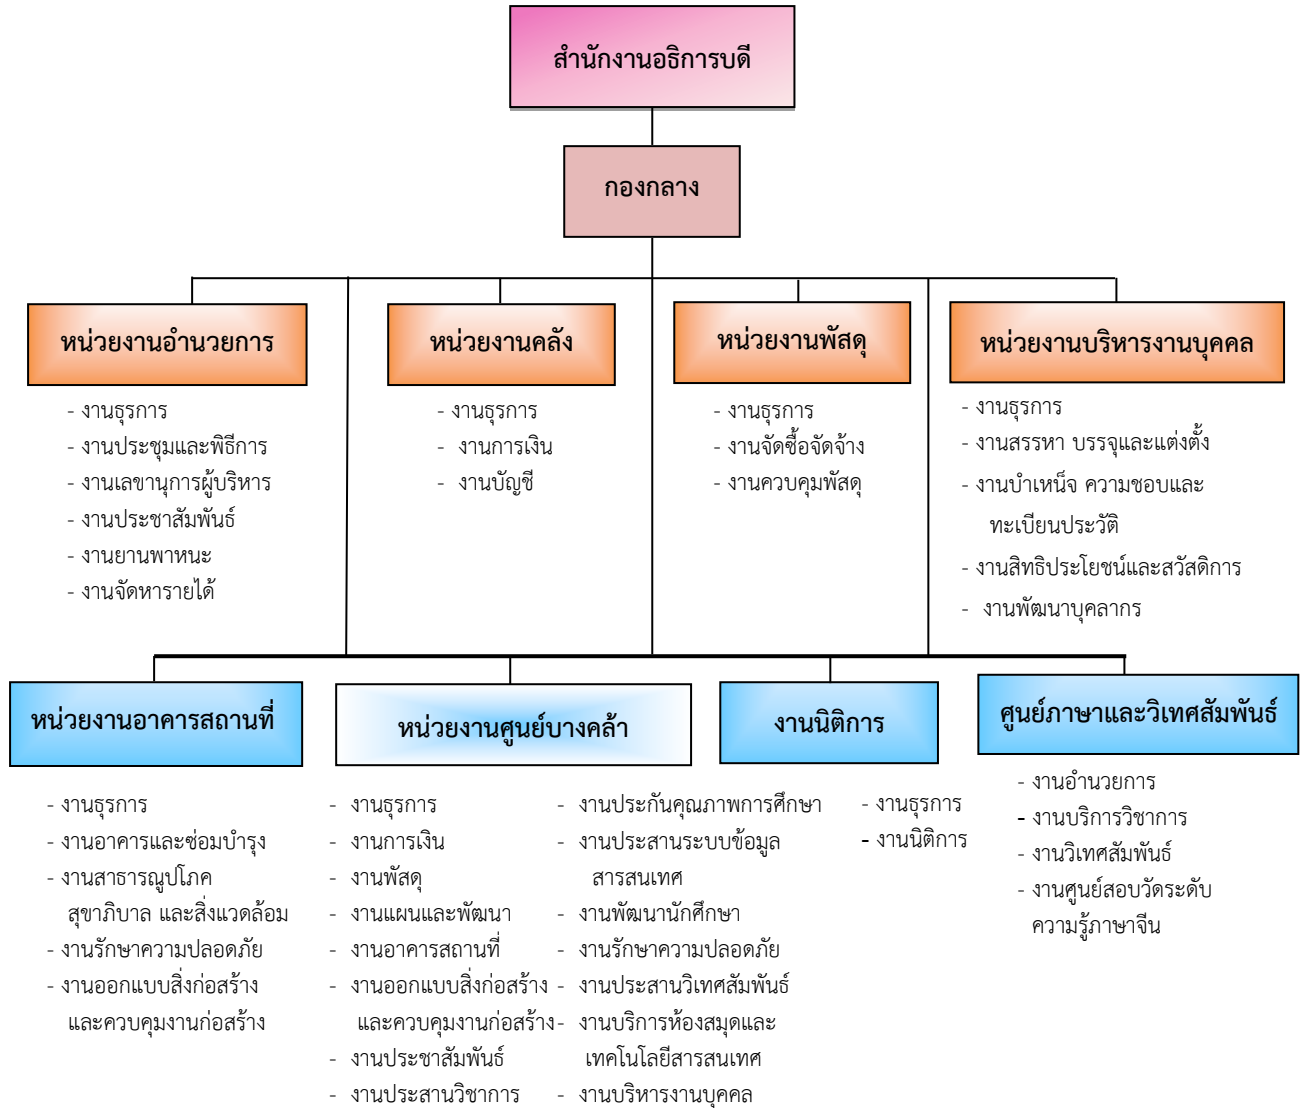 สำนักงานอธิการบดี
กองกลาง
หน่วยงานอำนวยการ
- งานธุรการ
- งานประชุมและพิธีการ
- งานเลขานุการผู้บริหาร
- งานประชาสัมพันธ์
- งานยานพาหนะ
- งานจัดหารายได้
หน่วยงานคลัง
- งานธุรการ
- งานการเงิน
- งานบัญชี
หน่วยงานพัสดุ
- งานธุรการ
- งานจัดซื้อจัดจ้าง
- งานควบคุมพัสดุ
หน่วยงานบริหารงานบุคคล
- งานธุรการ
- งานสรรหา บรรจุและแต่งตั้ง
- งานบำเหน็จ ความชอบและ
ทะเบียนประวัติ
- งานสิทธิประโยชน์และสวัสดิการ
- งานพัฒนาบุคลากร
หน่วยงานอาคารสถานที่
- งานธุรการ
- งานอาคารและซ่อมบำรุง
- งานสาธารณูปโภค
สุขาภิบาล และสิ่งแวดล้อม
- งานรักษาความปลอดภัย
- งานออกแบบสิ่งก่อสร้าง
และควบคุมงานก่อสร้าง
หน่วยงานศูนย์บางคล้า
- งานธุรการ
- งานการเงิน
- งานพัสดุ
- งานแผนและพัฒนา
- งานอาคารสถานที่
- งานออกแบบสิ่งก่อสร้าง
และควบคุมงานก่อสร้าง
- งานประชาสัมพันธ์
- งานประสานวิชาการ
- งานประกันคุณภาพการศึกษา
- งานประสานระบบข้อมูล
สารสนเทศ
- งานพัฒนานักศึกษา
- งานรักษาความปลอดภัย
- งานประสานวิเทศสัมพันธ์
- งานบริการห้องสมุดและ
เทคโนโลยีสารสนเทศ
- งานบริหารงานบุคคล
งานนิติการ
- งานธุรการ
- งานนิติการ
ศูนย์ภาษาและวิเทศสัมพันธ์
- งานอำนวยการ
- งานบริการวิชาการ
- งานวิเทศสัมพันธ์
- งานศูนย์สอบวัดระดับ
ความรู้ภาษาจีน